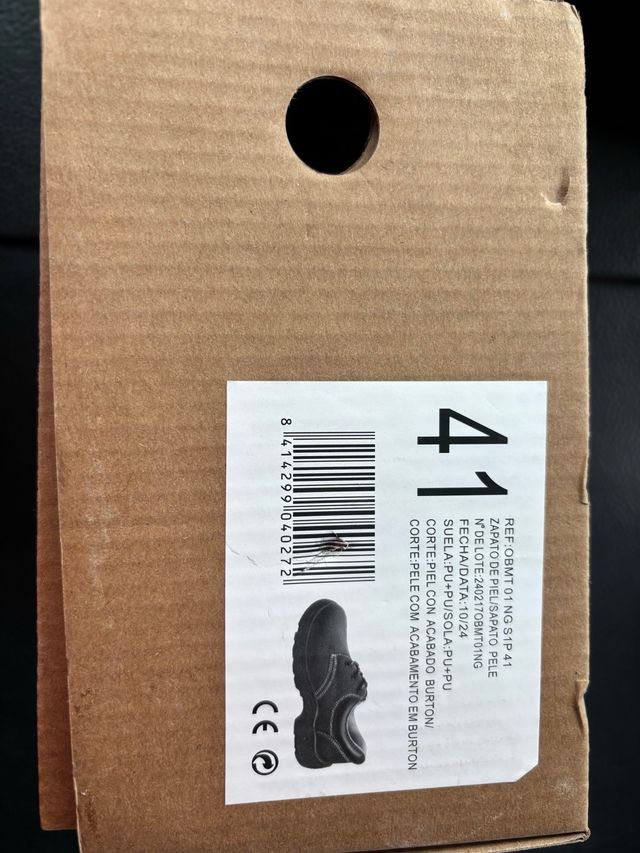 41
REF.:OBMT 01 NG S1P 41
ZAPATO DE PIEL/SAPATO PELE
Nº DE LOTE:240217OBMT01NG
FECHA/DATA:10/24
SUELA:PU+PU/SOLA:PU+PU
CORTE:PIEL CON ACABADO BURTON/
CORTE:PELE COM ACABAMENTO EM BURTON
8 414299 040272
CE